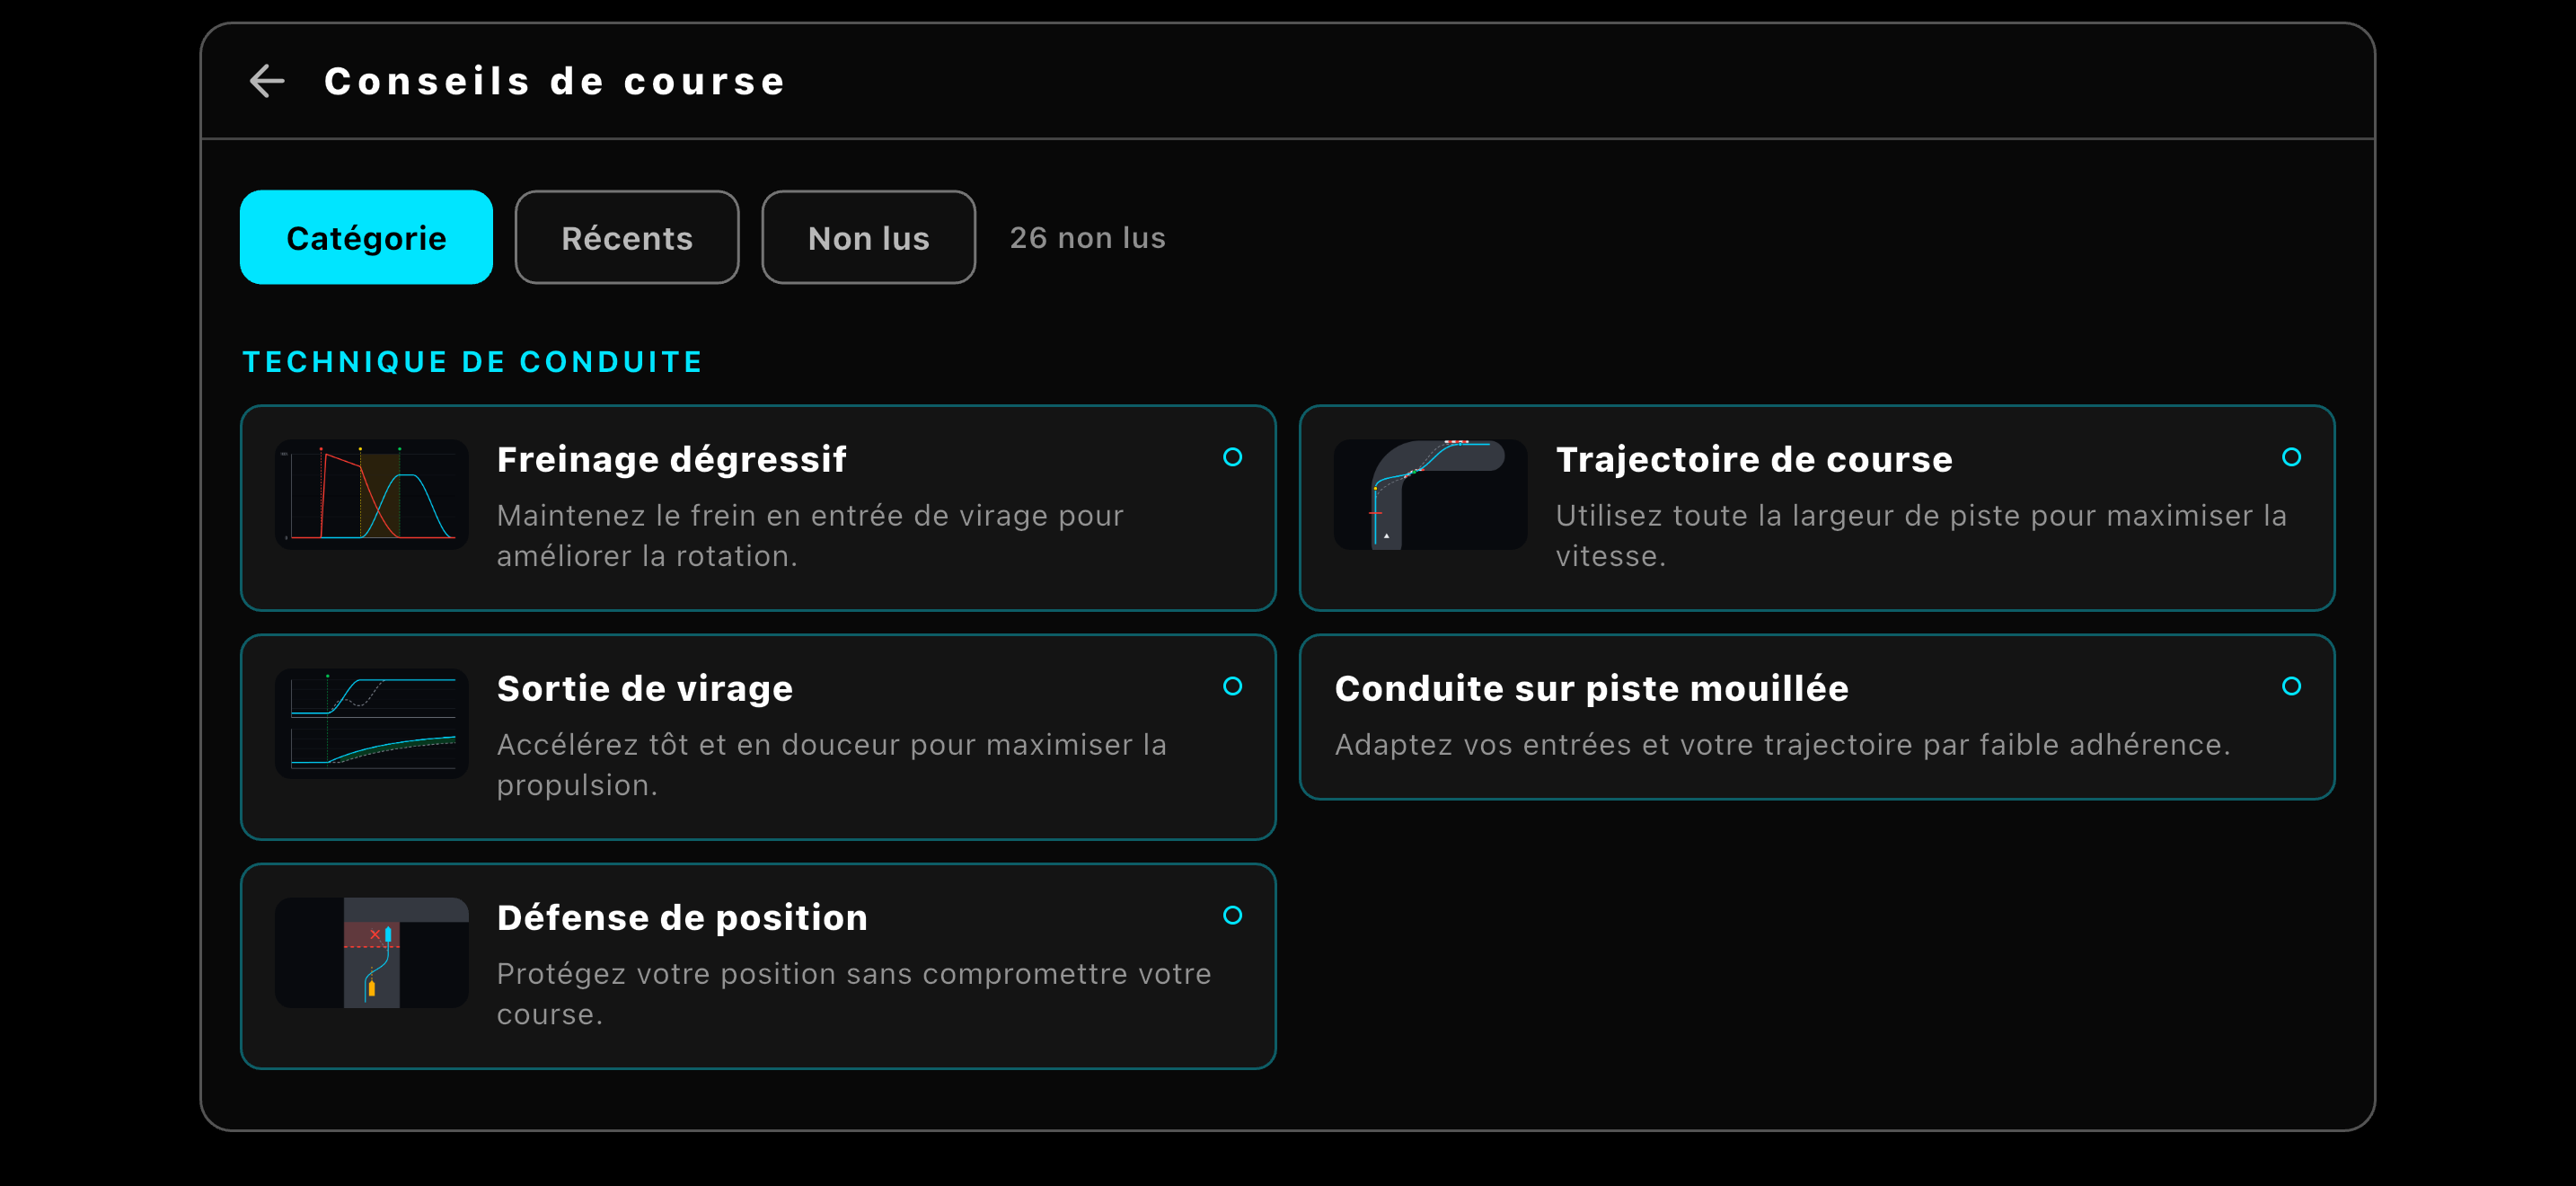 Conseils de course
Catégorie
Récents
Non lus
26 non lus
TECHNIQUE DE CONDUITE
Freinage dégressif
Maintenez le frein en entrée de virage pour
améliorer la rotation.
Trajectoire de course
Utilisez toute la largeur de piste pour maximiser la
vitesse.
Sortie de virage
Accélérez tôt et en douceur pour maximiser la
propulsion.
Conduite sur piste mouillée
Adaptez vos entrées et votre trajectoire par faible adhérence.
Défense de position
Protégez votre position sans compromettre votre
course.